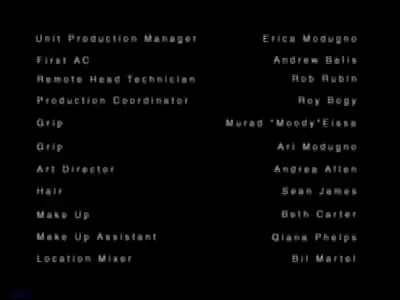 Unit Production Manager Erica Modugno
First AC Andrew Balis
Remote Head Technician Rob Rubin
Production Coordinator Roy Bogy
Grip Murad "Moody"Eissa
Grip Ari Modugno
Art Director Andrea Allen
Hair Sean James
Make Up Beth Carter
Make Up Assistant Qiana Phelps
Location Mixer Bil Martel